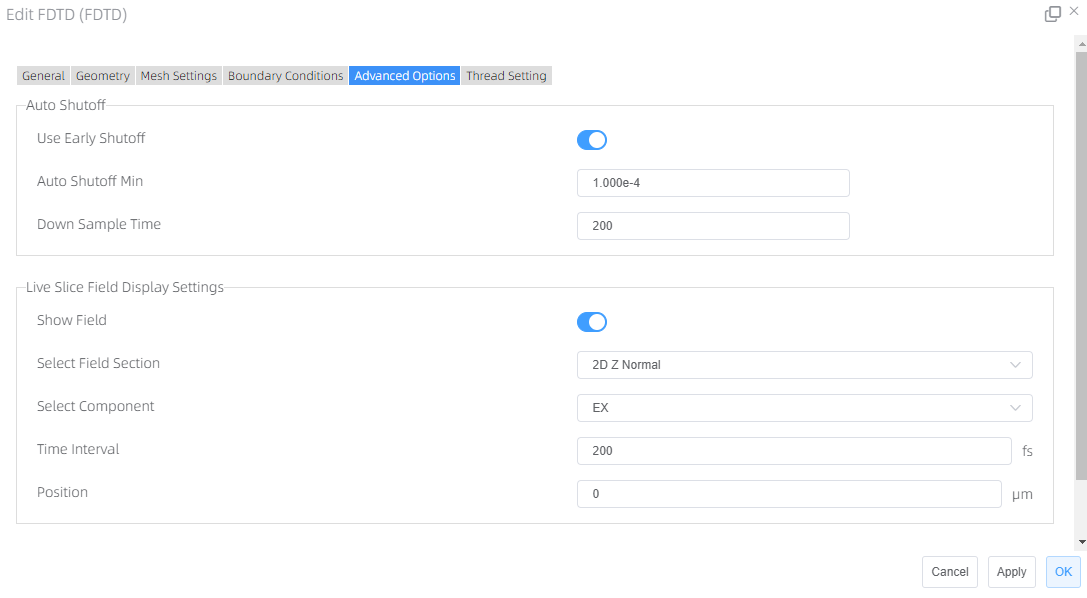 Edit FDTD (FDTD)
General Geometry Mesh Settings Boundary Conditions Advanced Options Thread Setting
Auto Shutoff
Use Early Shutoff
Auto Shutoff Min 1.000e-4
Down Sample Time 200
Live Slice Field Display Settings
Show Field
Select Field Section 2D Z Normal
Select Component EX
Time Interval 200 fs
Position 0 μm
Cancel Apply OK